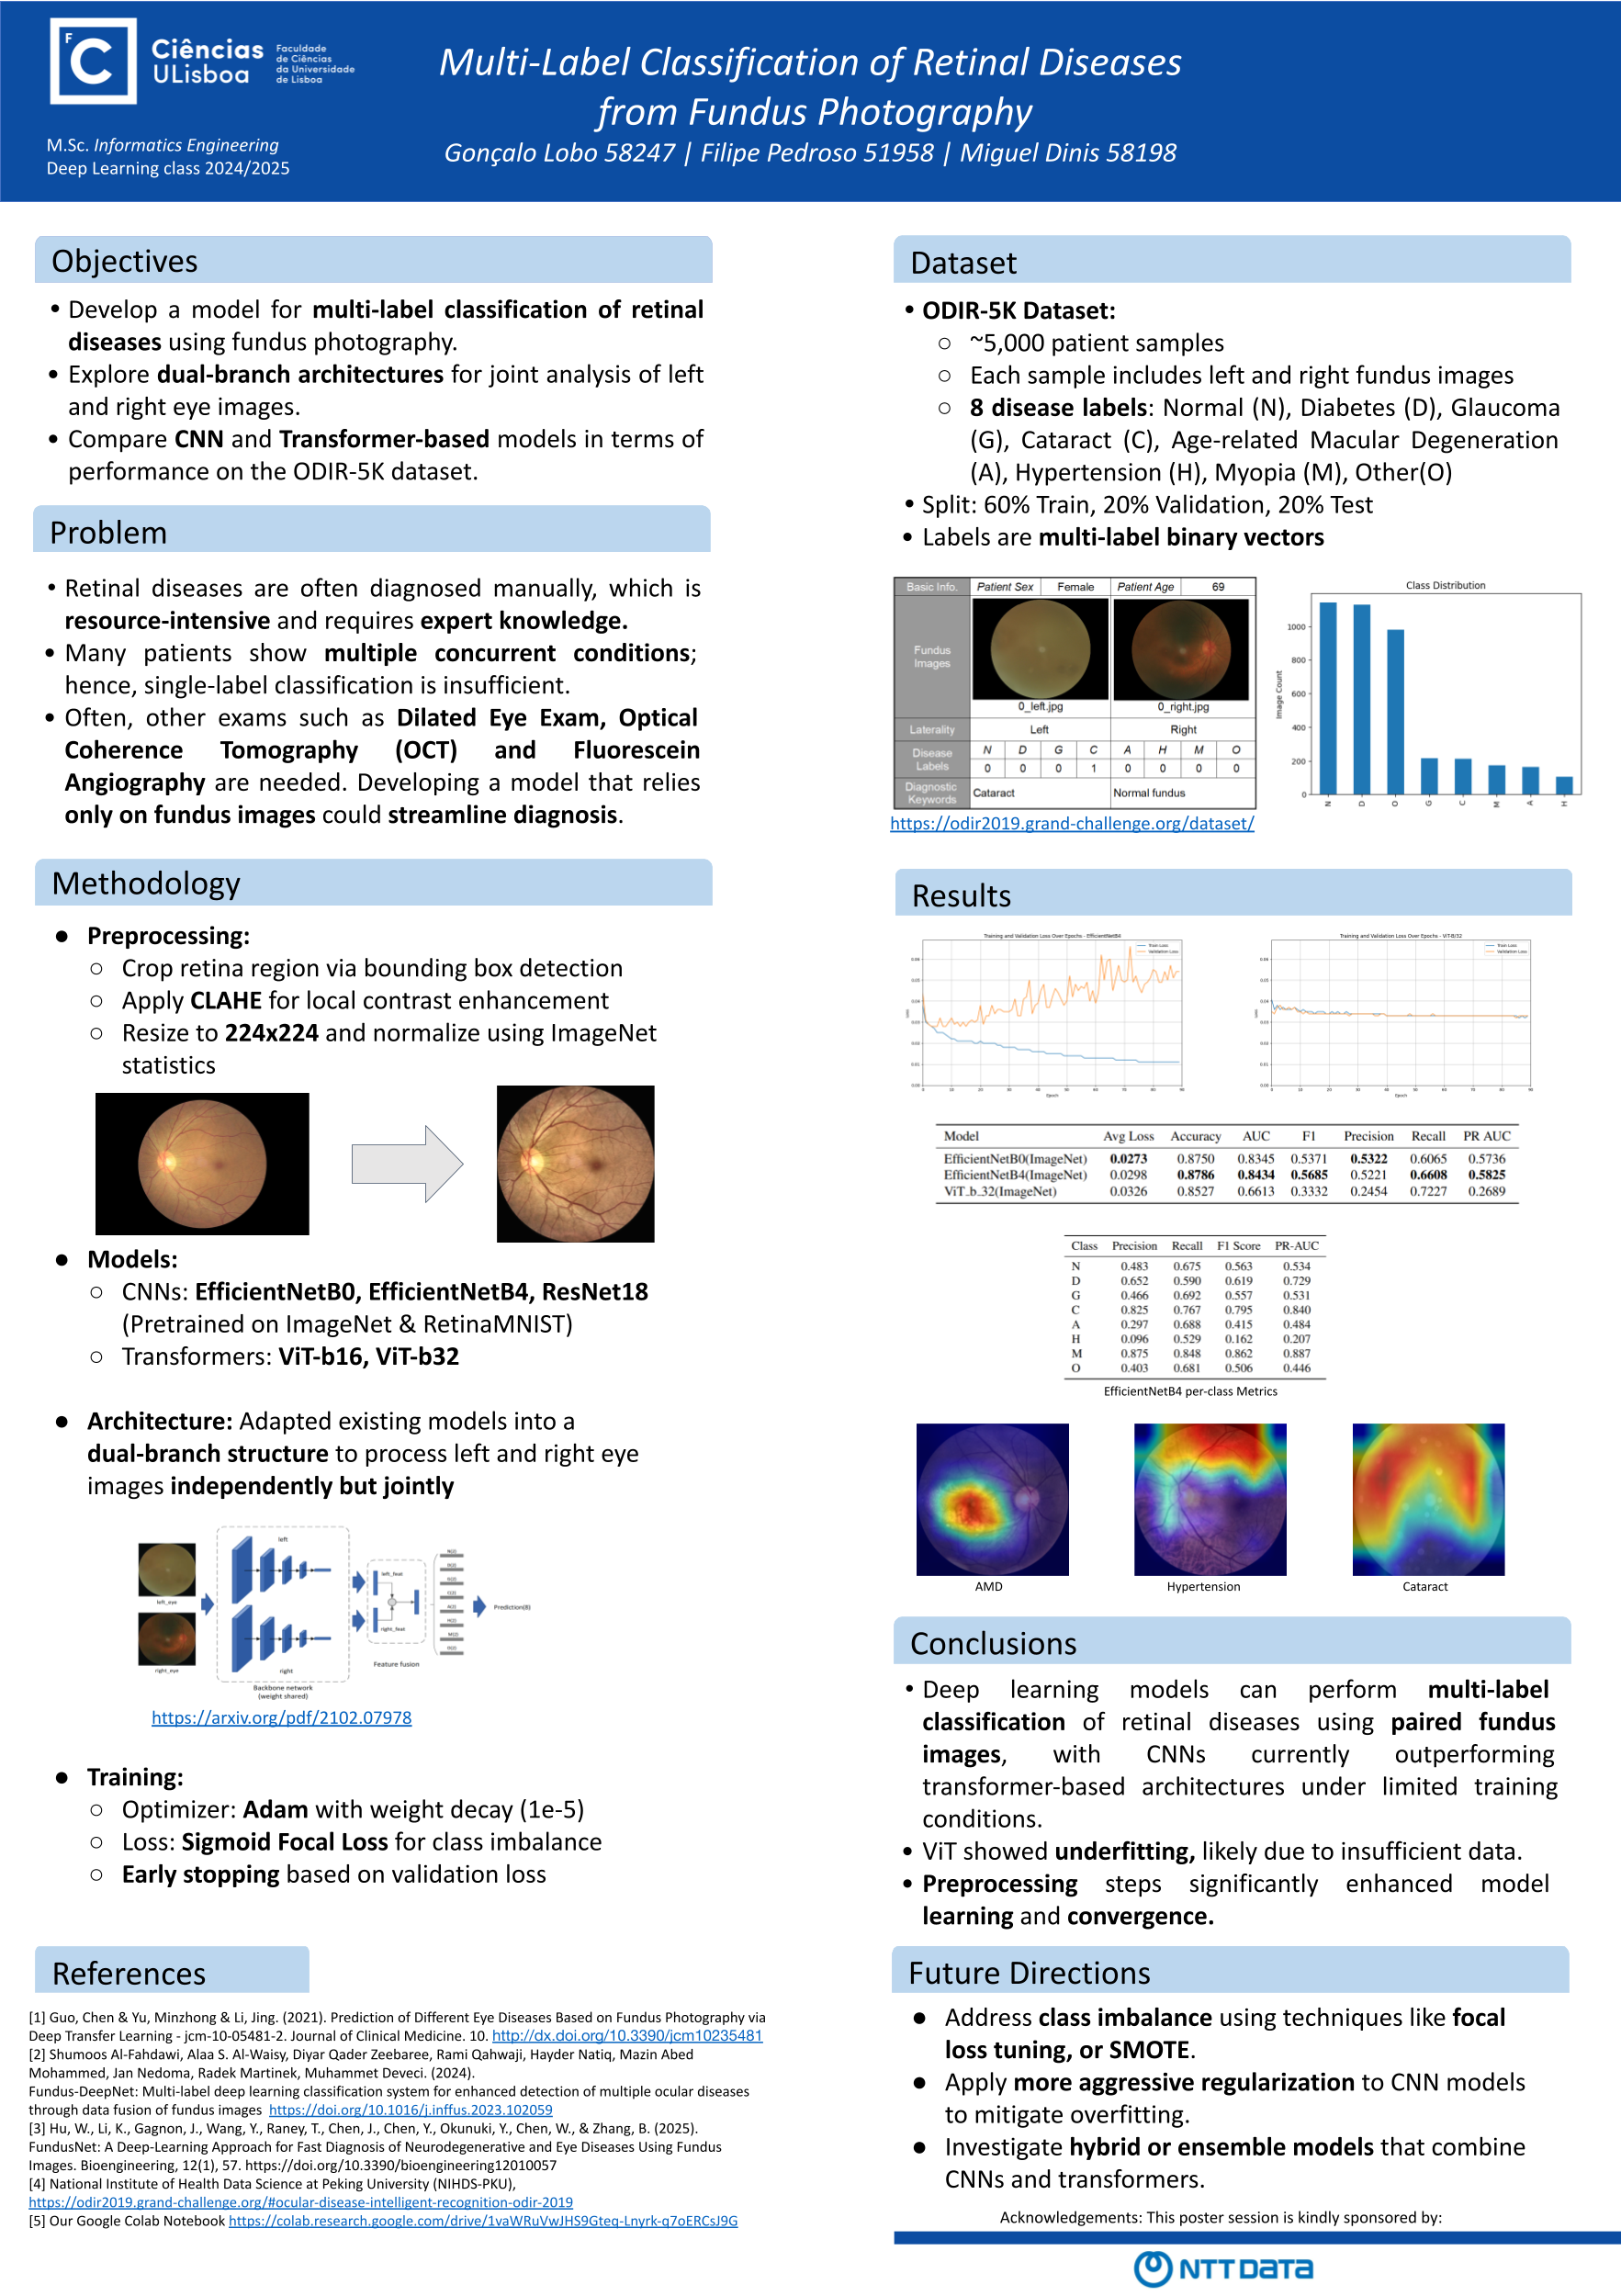 F
C
Ciências
ULisboa
Faculdade
de Ciências
da Universidade
de Lisboa
M.Sc. Informatics Engineering
Deep Learning class 2024/2025
Multi-Label Classification of Retinal Diseases
from Fundus Photography
Gonçalo Lobo 58247 | Filipe Pedroso 51958 | Miguel Dinis 58198
Objectives
• Develop a model for multi-label classification of retinal
diseases using fundus photography.
• Explore dual-branch architectures for joint analysis of left
and right eye images.
• Compare CNN and Transformer-based models in terms of
performance on the ODIR-5K dataset.
Problem
• Retinal diseases are often diagnosed manually, which is
resource-intensive and requires expert knowledge.
• Many patients show multiple concurrent conditions;
hence, single-label classification is insufficient.
• Often, other exams such as Dilated Eye Exam, Optical
Coherence Tomography (OCT) and Fluorescein
Angiography are needed. Developing a model that relies
only on fundus images could streamline diagnosis.
Methodology
● Preprocessing:
○ Crop retina region via bounding box detection
○ Apply CLAHE for local contrast enhancement
○ Resize to 224x224 and normalize using ImageNet
statistics
● Models:
○ CNNs: EfficientNetB0, EfficientNetB4, ResNet18
(Pretrained on ImageNet & RetinaMNIST)
○ Transformers: ViT-b16, ViT-b32
● Architecture: Adapted existing models into a
dual-branch structure to process left and right eye
images independently but jointly
left
left_eye
right_eye
right
Backbone network
(weight shared)
left_feat
right_feat
Feature fusion
Prediction(8)
https://arxiv.org/pdf/2102.07978
● Training:
○ Optimizer: Adam with weight decay (1e-5)
○ Loss: Sigmoid Focal Loss for class imbalance
○ Early stopping based on validation loss
References
[1] Guo, Chen & Yu, Minzhong & Li, Jing. (2021). Prediction of Different Eye Diseases Based on Fundus Photography via
Deep Transfer Learning - jcm-10-05481-2. Journal of Clinical Medicine. 10. http://dx.doi.org/10.3390/jcm10235481
[2] Shumoos Al-Fahdawi, Alaa S. Al-Waisy, Diyar Qader Zeebaree, Rami Qahwaji, Hayder Natiq, Mazin Abed
Mohammed, Jan Nedoma, Radek Martinek, Muhammet Deveci. (2024).
Fundus-DeepNet: Multi-label deep learning classification system for enhanced detection of multiple ocular diseases
through data fusion of fundus images https://doi.org/10.1016/j.inffus.2023.102059
[3] Hu, W., Li, K., Gagnon, J., Wang, Y., Raney, T., Chen, J., Chen, Y., Okunuki, Y., Chen, W., & Zhang, B. (2025).
FundusNet: A Deep-Learning Approach for Fast Diagnosis of Neurodegenerative and Eye Diseases Using Fundus
Images. Bioengineering, 12(1), 57. https://doi.org/10.3390/bioengineering12010057
[4] National Institute of Health Data Science at Peking University (NIHDS-PKU),
https://odir2019.grand-challenge.org/#ocular-disease-intelligent-recognition-odir-2019
[5] Our Google Colab Notebook https://colab.research.google.com/drive/1vaWRuVwJHS9Gteq-Lnyrk-q7oERCsJ9G
Dataset
• ODIR-5K Dataset:
○ ~5,000 patient samples
○ Each sample includes left and right fundus images
○ 8 disease labels: Normal (N), Diabetes (D), Glaucoma
(G), Cataract (C), Age-related Macular Degeneration
(A), Hypertension (H), Myopia (M), Other(O)
• Split: 60% Train, 20% Validation, 20% Test
• Labels are multi-label binary vectors
Basic Info. Patient Sex Female Patient Age 69
Fundus
Images
0_left.jpg 0_right.jpg
Laterality Left Right
Disease
Labels
N D G C A H M O
0 0 0 1 0 0 0 0
Diagnostic
Keywords
Cataract Normal fundus
https://odir2019.grand-challenge.org/dataset/
Class Distribution
Image Count
1000
800
600
400
200
0
N D O G C M A H
Results
Training and Validation Loss Over Epochs - EfficientNetB4
Train Loss
Validation Loss
Epoch
Training and Validation Loss Over Epochs - ViT-B/32
Train Loss
Validation Loss
Epoch
Model Avg Loss Accuracy AUC F1 Precision Recall PR AUC
EfficientNetB0(ImageNet) 0.0273 0.8750 0.8345 0.5371 0.5322 0.6065 0.5736
EfficientNetB4(ImageNet) 0.0298 0.8786 0.8434 0.5685 0.5221 0.6608 0.5825
ViT_b_32(ImageNet) 0.0326 0.8527 0.6613 0.3332 0.2454 0.7227 0.2689
Class Precision Recall F1 Score PR-AUC
N 0.483 0.675 0.563 0.534
D 0.652 0.590 0.619 0.729
G 0.466 0.692 0.557 0.531
C 0.825 0.767 0.795 0.840
A 0.297 0.688 0.415 0.484
H 0.096 0.529 0.162 0.207
M 0.875 0.848 0.862 0.887
O 0.403 0.681 0.506 0.446
EfficientNetB4 per-class Metrics
AMD
Hypertension
Cataract
Conclusions
• Deep learning models can perform multi-label
classification of retinal diseases using paired fundus
images, with CNNs currently outperforming
transformer-based architectures under limited training
conditions.
• ViT showed underfitting, likely due to insufficient data.
• Preprocessing steps significantly enhanced model
learning and convergence.
Future Directions
● Address class imbalance using techniques like focal
loss tuning, or SMOTE.
● Apply more aggressive regularization to CNN models
to mitigate overfitting.
● Investigate hybrid or ensemble models that combine
CNNs and transformers.
Acknowledgements: This poster session is kindly sponsored by:
NTT DATA